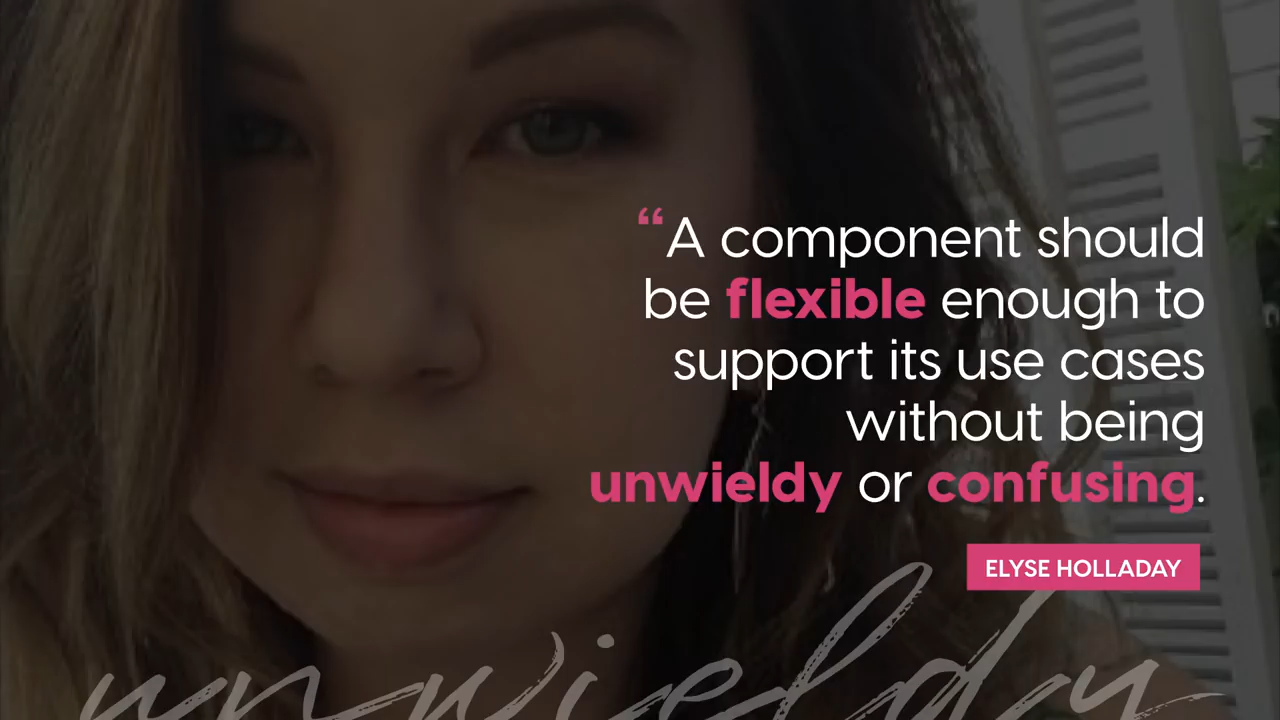 “A component should
be flexible enough to
support its use cases
without being
unwieldy or confusing.
ELYSE HOLLADAY
unwieldy